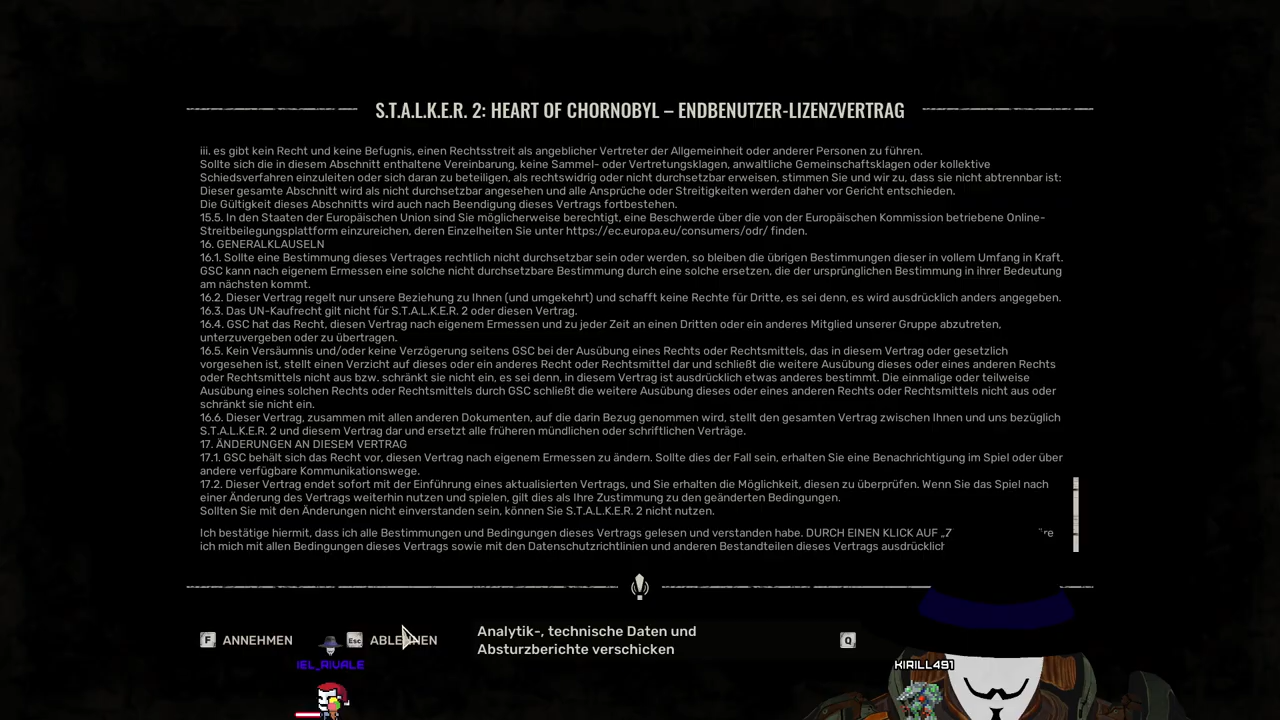 S.T.A.L.K.E.R. 2: HEART OF CHORNOBYL – ENDBENUTZER-LIZENZVERTRAG
iii. es gibt kein Recht und keine Befugnis, einen Rechtsstreit als angeblicher Vertreter der Allgemeinheit oder anderer Personen zu führen.
Sollte sich die in diesem Abschnitt enthaltene Vereinbarung, keine Sammel- oder Vertretungsklagen, anwaltliche Gemeinschaftsklagen oder kollektive
Schiedsverfahren einzuleiten oder sich daran zu beteiligen, als rechtswidrig oder nicht durchsetzbar erweisen, stimmen Sie und wir zu, dass sie nicht abtrennbar ist:
Dieser gesamte Abschnitt wird als nicht durchsetzbar angesehen und alle Ansprüche oder Streitigkeiten werden daher vor Gericht entschieden.
Die Gültigkeit dieses Abschnitts wird auch nach Beendigung dieses Vertrags fortbestehen.
15.5. In den Staaten der Europäischen Union sind Sie möglicherweise berechtigt, eine Beschwerde über die von der Europäischen Kommission betriebene Online-
Streitbeilegungsplattform einzureichen, deren Einzelheiten Sie unter https://ec.europa.eu/consumers/odr/ finden.
16. GENERALKLAUSELN
16.1. Sollte eine Bestimmung dieses Vertrages rechtlich nicht durchsetzbar sein oder werden, so bleiben die übrigen Bestimmungen dieser in vollem Umfang in Kraft.
GSC kann nach eigenem Ermessen eine solche nicht durchsetzbare Bestimmung durch eine solche ersetzen, die der ursprünglichen Bestimmung in ihrer Bedeutung
am nächsten kommt.
16.2. Dieser Vertrag regelt nur unsere Beziehung zu Ihnen (und umgekehrt) und schafft keine Rechte für Dritte, es sei denn, es wird ausdrücklich anders angegeben.
16.3. Das UN-Kaufrecht gilt nicht für S.T.A.L.K.E.R. 2 oder diesen Vertrag.
16.4. GSC hat das Recht, diesen Vertrag nach eigenem Ermessen und zu jeder Zeit an einen Dritten oder ein anderes Mitglied unserer Gruppe abzutreten,
unterzuvergeben oder zu übertragen.
16.5. Kein Versäumnis und/oder keine Verzögerung seitens GSC bei der Ausübung eines Rechts oder Rechtsmittels, das in diesem Vertrag oder gesetzlich
vorgesehen ist, stellt einen Verzicht auf dieses oder ein anderes Recht oder Rechtsmittel dar und schließt die weitere Ausübung dieses oder eines anderen Rechts
oder Rechtsmittels nicht aus bzw. schränkt sie nicht ein, es sei denn, in diesem Vertrag ist ausdrücklich etwas anderes bestimmt. Die einmalige oder teilweise
Ausübung eines solchen Rechts oder Rechtsmittels durch GSC schließt die weitere Ausübung dieses oder eines anderen Rechts oder Rechtsmittels nicht aus oder
schränkt sie nicht ein.
16.6. Dieser Vertrag, zusammen mit allen anderen Dokumenten, auf die darin Bezug genommen wird, stellt den gesamten Vertrag zwischen Ihnen und uns bezüglich
S.T.A.L.K.E.R. 2 und diesem Vertrag dar und ersetzt alle früheren mündlichen oder schriftlichen Verträge.
17. ÄNDERUNGEN AN DIESEM VERTRAG
17.1. GSC behält sich das Recht vor, diesen Vertrag nach eigenem Ermessen zu ändern. Sollte dies der Fall sein, erhalten Sie eine Benachrichtigung im Spiel oder über
andere verfügbare Kommunikationswege.
17.2. Dieser Vertrag endet sofort mit der Einführung eines aktualisierten Vertrags, und Sie erhalten die Möglichkeit, diesen zu überprüfen. Wenn Sie das Spiel nach
einer Änderung des Vertrags weiterhin nutzen und spielen, gilt dies als Ihre Zustimmung zu den geänderten Bedingungen.
Sollten Sie mit den Änderungen nicht einverstanden sein, können Sie S.T.A.L.K.E.R. 2 nicht nutzen.
Ich bestätige hiermit, dass ich alle Bestimmungen und Bedingungen dieses Vertrags gelesen und verstanden habe. DURCH EINEN KLICK AUF
ich mich mit allen Bedingungen dieses Vertrags sowie mit den Datenschutzrichtlinien und anderen Bestandteilen dieses Vertrags ausdrücklich
F ANNEHMEN
Esc ABLEHNEN
Analytik-, technische Daten und
Absturzberichte verschicken
Q
IEL_RIVALE
KIRILL491